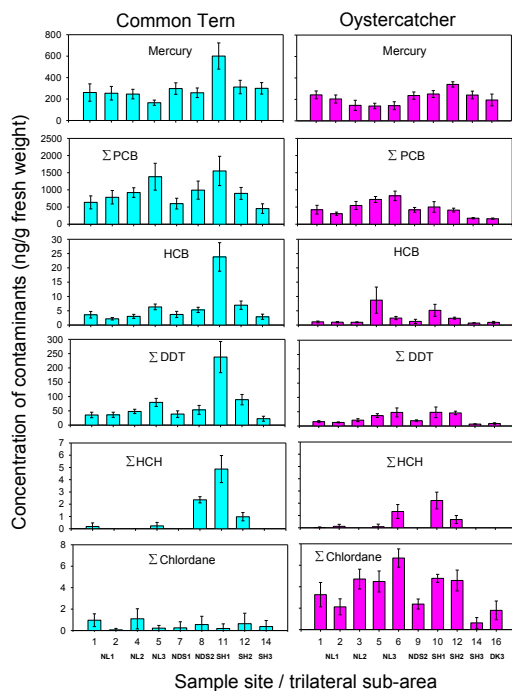 Common Tern
Oystercatcher
Concentration of contaminants (ng/g fresh weight)
Mercury
800
600
400
200
0
Mercury
Σ PCB
2500
2000
1500
1000
500
0
Σ PCB
HCB
30
25
20
15
10
5
0
HCB
Σ DDT
300
250
200
150
100
50
0
Σ DDT
ΣHCH
7
6
5
4
3
2
1
0
ΣHCH
Σ Chlordane
8
6
4
2
0
Σ Chlordane
1 2 4 5 7 8 11 12 14
NL1 NL2 NL3 NDS1 NDS2 SH1 SH2 SH3
1 2 3 5 6 9 10 12 14 16
NL1 NL2 NL3 NDS2 SH1 SH2 SH3 DK3
Sample site / trilateral sub-area